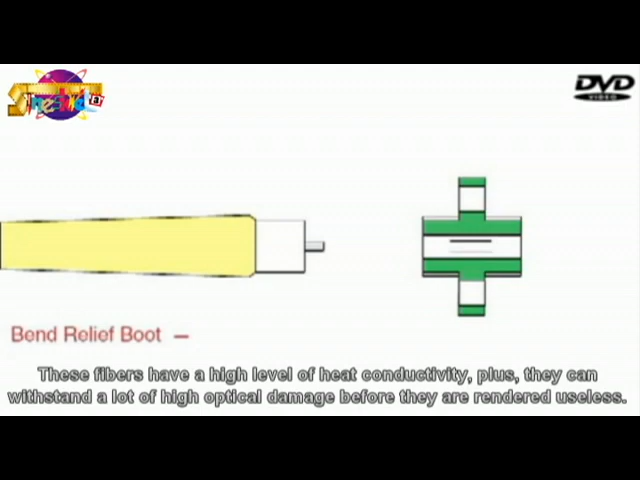 DVD
VIDEO
Bend Relief Boot –
These fibers have a high level of heat conductivity, plus, they can
withstand a lot of high optical damage before they are rendered useless.